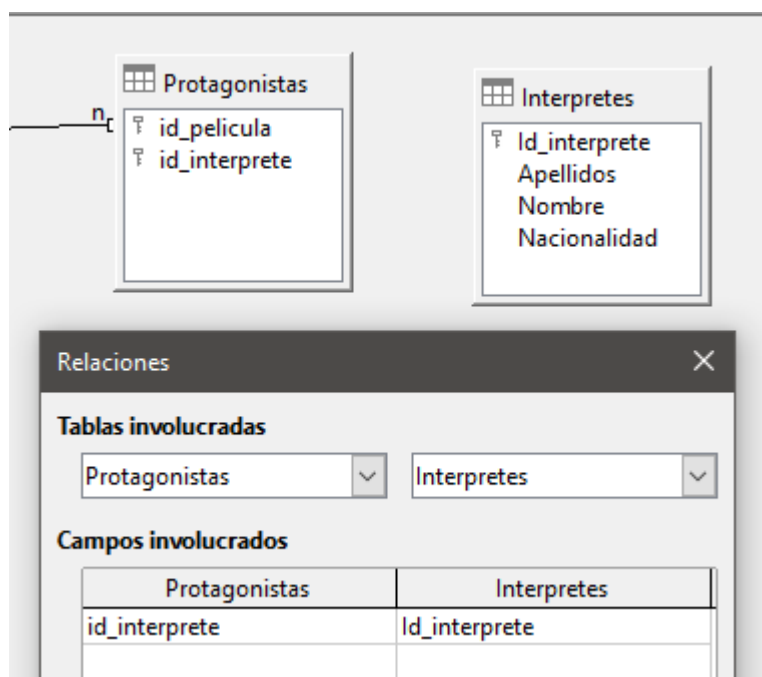 Protagonistas
n
id_pelicula
id_interprete
Interpretes
Id_interprete
Apellidos
Nombre
Nacionalidad
Relaciones
Tablas involucradas
Protagonistas
Interpretes
Campos involucrados
Protagonistas
Interpretes
id_interprete
Id_interprete